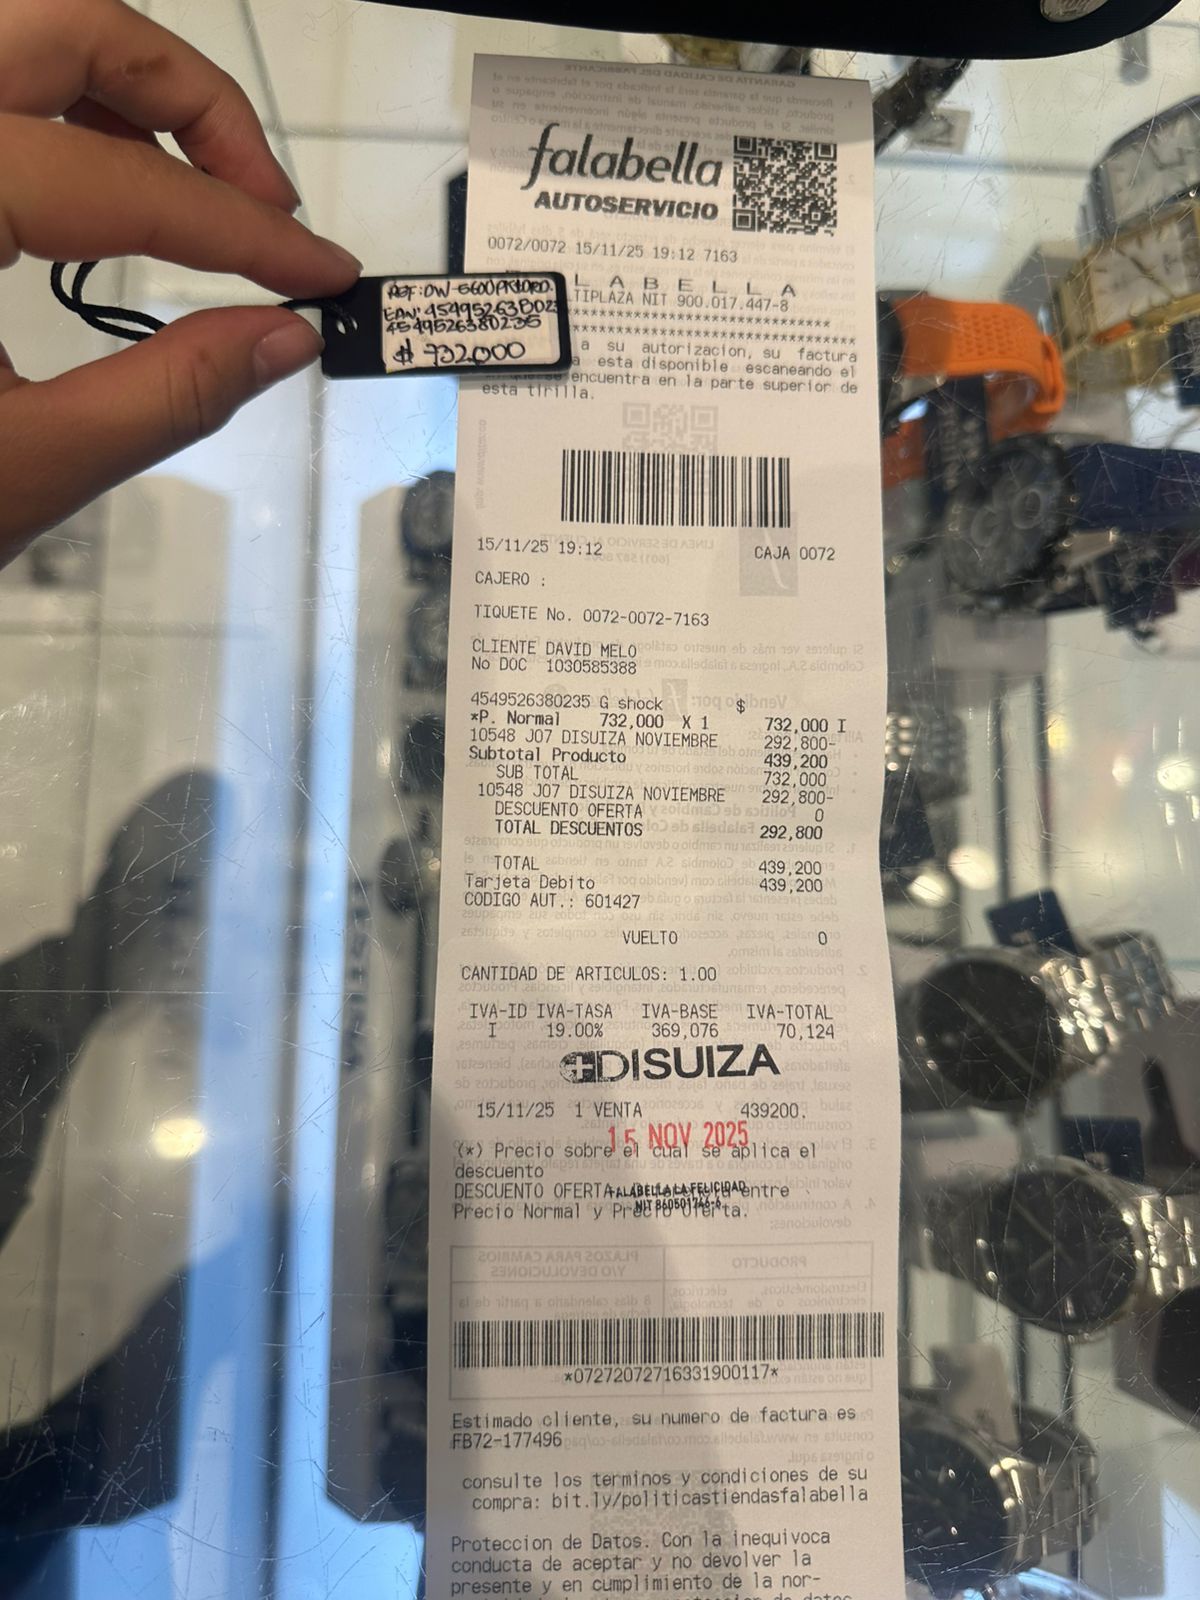 falabella
AUTOSERVICIO
0072/0072 15/11/25 19:12 7163
LABELLA
TIPLAZA NIT 900.017.447-8
a su autorizacion, su factura
a esta disponible escaneando el
encuentra en la parte superior de
esta tirilla.
EAN:
4549526380235
$ 732000
15/11/25 19:12 CAJA 0072
CAJERO :
TIQUETE No. 0072-0072-7163
CLIENTE DAVID MELO
No DOC 1030585388
4549526380235 G shock $
*P. Normal 732,000 X 1 732,000 I
10548 J07 DISUIZA NOVIEMBRE 292,800-
Subtotal Producto 439,200
SUB TOTAL 732,000
10548 J07 DISUIZA NOVIEMBRE 292,800-
DESCUENTO OFERTA 0
TOTAL DESCUENTOS 292,800
TOTAL 439,200
Tarjeta Debito 439,200
CODIGO AUT.: 601427
VUELTO 0
CANTIDAD DE ARTICULOS: 1.00
IVA-ID IVA-TASA IVA-BASE IVA-TOTAL
I 19.00% 369,076 70,124
DISUIZA
15/11/25 1 VENTA 439200.
15 NOV 2025
(*) Precio sobre el cual se aplica el
descuento
DESCUENTO OFERTA entre
FALABELLA LA FELICIDAD
Precio Normal y Precio Oferta.
*07272072716331900117*
Estimado cliente, su numero de factura es
FB72-177496
consulte los terminos y condiciones de su
compra: bit.ly/politicastiendasfalabella
Proteccion de Datos. Con la inequivoca
conducta de aceptar y no devolver la
presente y en cumplimiento de la nor-